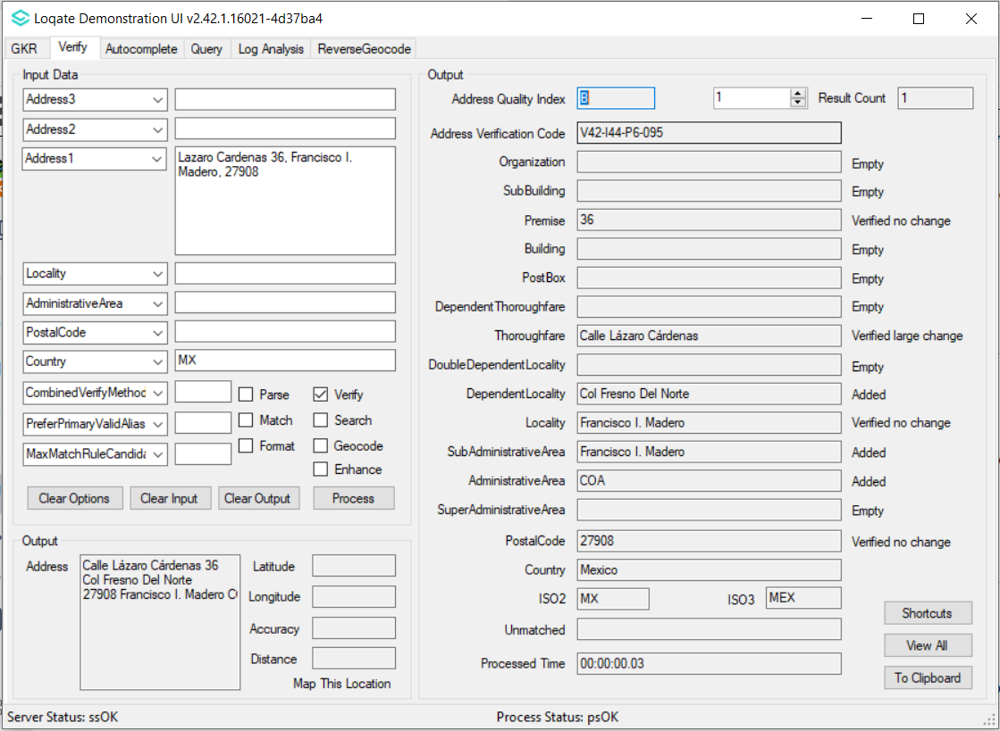 Loqate Demonstration UI v2.42.1.16021-4d37ba4
GKR Verify Autocomplete Query Log Analysis ReverseGeocode
Input Data
Address3
Address2
Address1 Lazaro Cardenas 36, Francisco I.
Madero, 27908
Locality
AdministrativeArea
PostalCode
Country MX
CombinedVerifyMethod Parse Verify
PreferPrimaryValidAlias Match Search
MaxMatchRuleCandida Format Geocode
Enhance
Clear Options Clear Input Clear Output Process
Output
Address Calle Lázaro Cárdenas 36
Col Fresno Del Norte
27908 Francisco I. Madero CO
Latitude
Longitude
Accuracy
Distance
Map This Location
Output
Address Quality Index B 1 Result Count 1
Address Verification Code V42-I44-P6-095
Organization Empty
SubBuilding Empty
Premise 36 Verified no change
Building Empty
PostBox Empty
DependentThoroughfare Empty
Thoroughfare Calle Lázaro Cárdenas Verified large change
DoubleDependentLocality Empty
DependentLocality Col Fresno Del Norte Added
Locality Francisco I. Madero Verified no change
SubAdministrativeArea Francisco I. Madero Added
AdministrativeArea COA Added
SuperAdministrativeArea Empty
PostalCode 27908 Verified no change
Country Mexico
ISO2 MX ISO3 MEX
Unmatched
Processed Time 00:00:00.03
Shortcuts
View All
To Clipboard
Server Status: ssOK Process Status: psOK